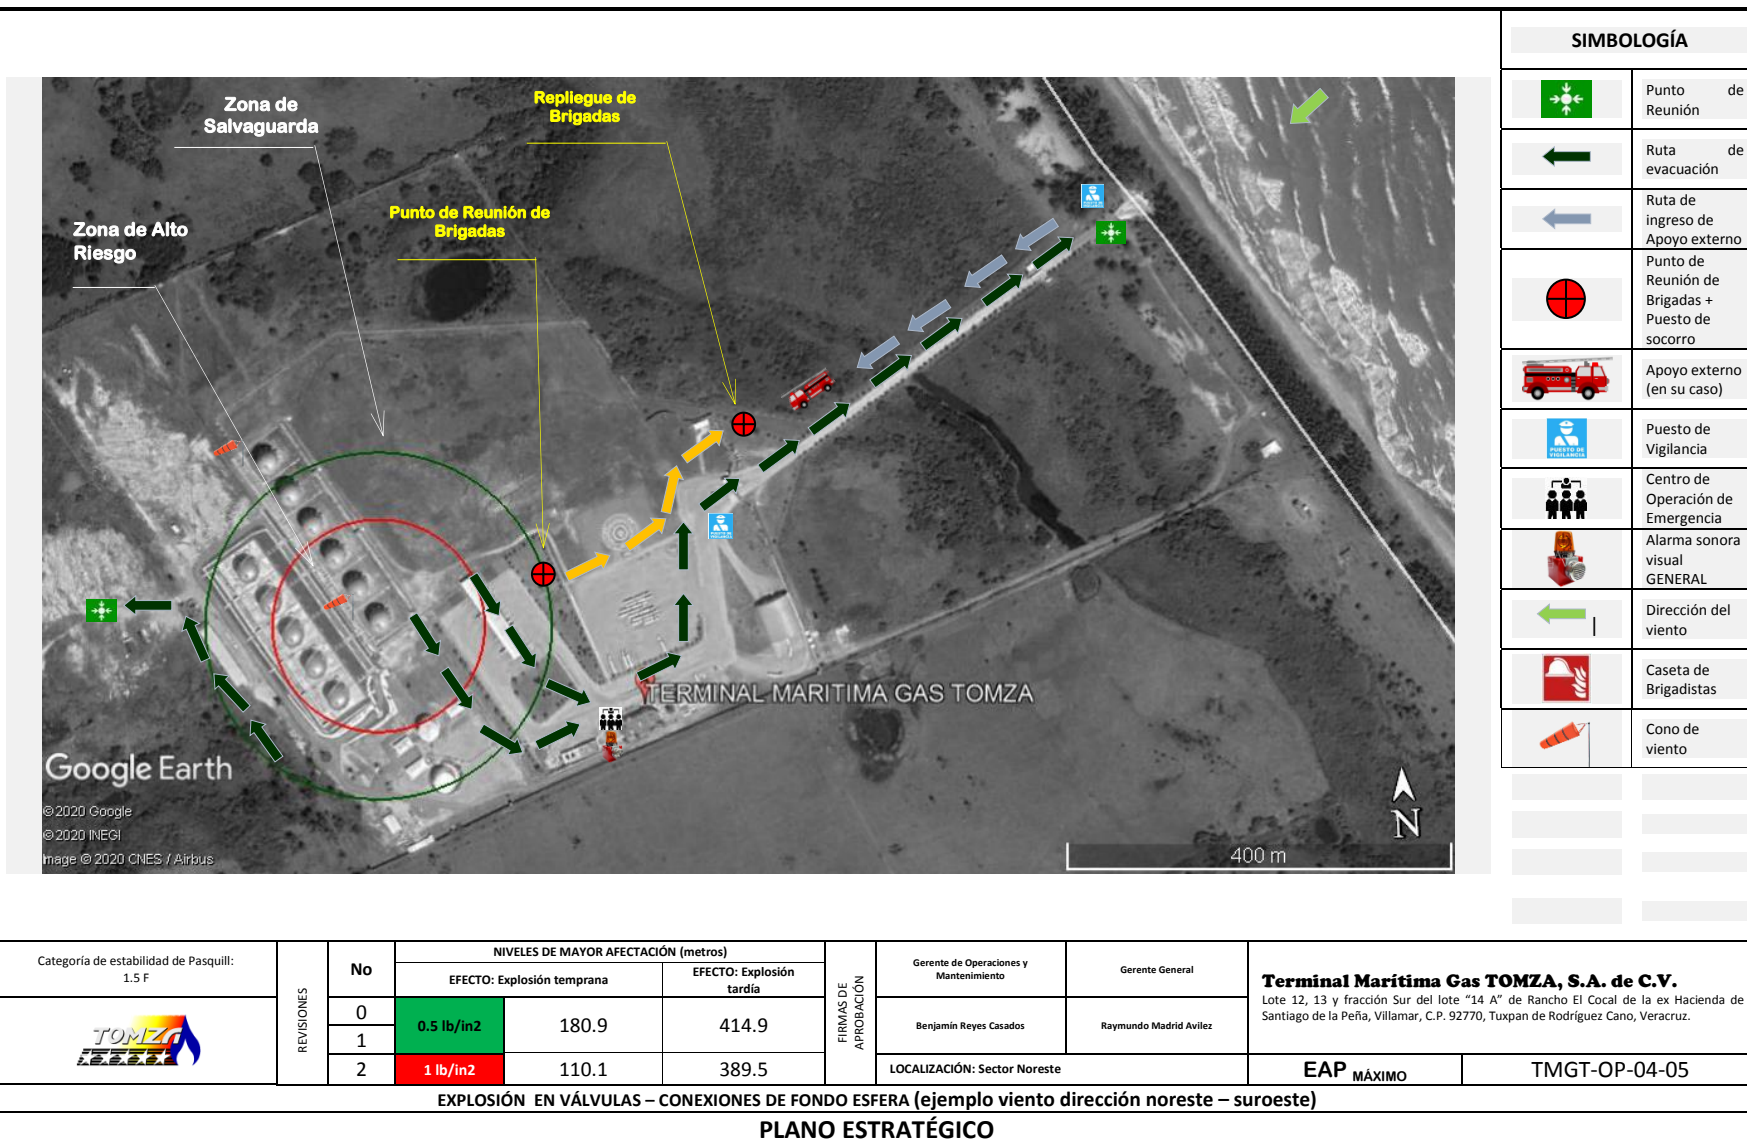 SIMBOLOGÍA
Punto de
Reunión
Ruta de
evacuación
Ruta de
ingreso de
Apoyo externo
Punto de
Reunión de
Brigadas +
Puesto de
socorro
Apoyo externo
(en su caso)
PUESTO DE
VIGILANCIA
Puesto de
Vigilancia
Centro de
Operación de
Emergencia
Alarma sonora
visual
GENERAL
Dirección del
viento
Caseta de
Brigadistas
Cono de
viento
Zona de
Salvaguarda
Repliegue de
Brigadas
Punto de Reunión de
Brigadas
Zona de Alto
Riesgo
TERMINAL MARITIMA GAS TOMZA
Google Earth
© 2020 Google
© 2020 INEGI
Image © 2020 CNES / Airbus
N
400 m
Categoría de estabilidad de Pasquill:
1.5 F
TOMZA
REVISIONES
No
0
1
2
NIVELES DE MAYOR AFECTACIÓN (metros)
EFECTO: Explosión temprana
EFECTO: Explosión
tardía
0.5 lb/in2 180.9 414.9
1 lb/in2 110.1 389.5
FIRMAS DE
APROBACIÓN
Gerente de Operaciones y
Mantenimiento
Gerente General
Benjamín Reyes Casados
Raymundo Madrid Avilez
LOCALIZACIÓN: Sector Noreste
Terminal Marítima Gas TOMZA, S.A. de C.V.
Lote 12, 13 y fracción Sur del lote “14 A” de Rancho El Cocal de la ex Hacienda de
Santiago de la Peña, Villamar, C.P. 92770, Tuxpan de Rodríguez Cano, Veracruz.
EAP MÁXIMO
TMGT-OP-04-05
EXPLOSIÓN EN VÁLVULAS – CONEXIONES DE FONDO ESFERA (ejemplo viento dirección noreste – suroeste)
PLANO ESTRATÉGICO